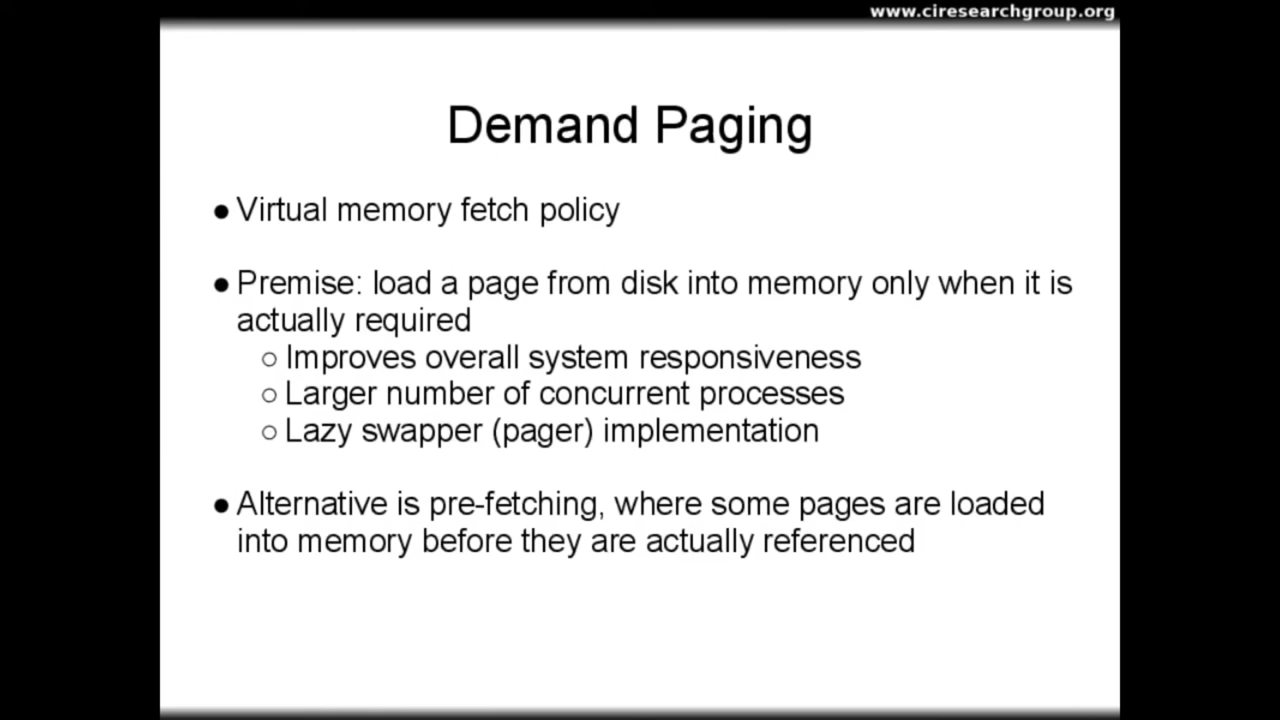 www.ciresearchgroup.org
Demand Paging
● Virtual memory fetch policy
● Premise: load a page from disk into memory only when it is
actually required
○ Improves overall system responsiveness
○ Larger number of concurrent processes
○ Lazy swapper (pager) implementation
● Alternative is pre-fetching, where some pages are loaded
into memory before they are actually referenced